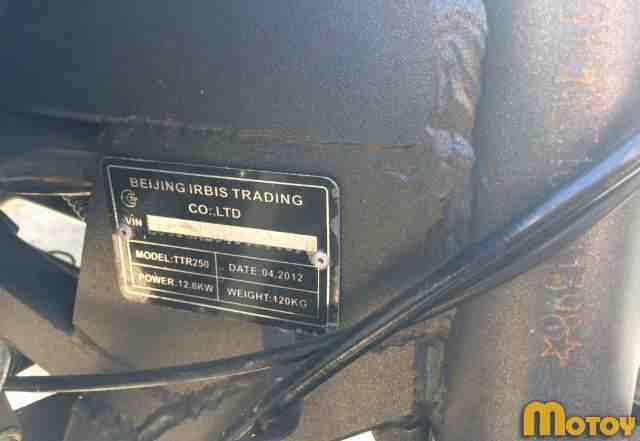 BEIJING IRBIS TRADING
CO:,LTD
VIN
MODEL:TTR250
DATE:04.2012
POWER:12.6KW
WEIGHT:120KG
Motoy